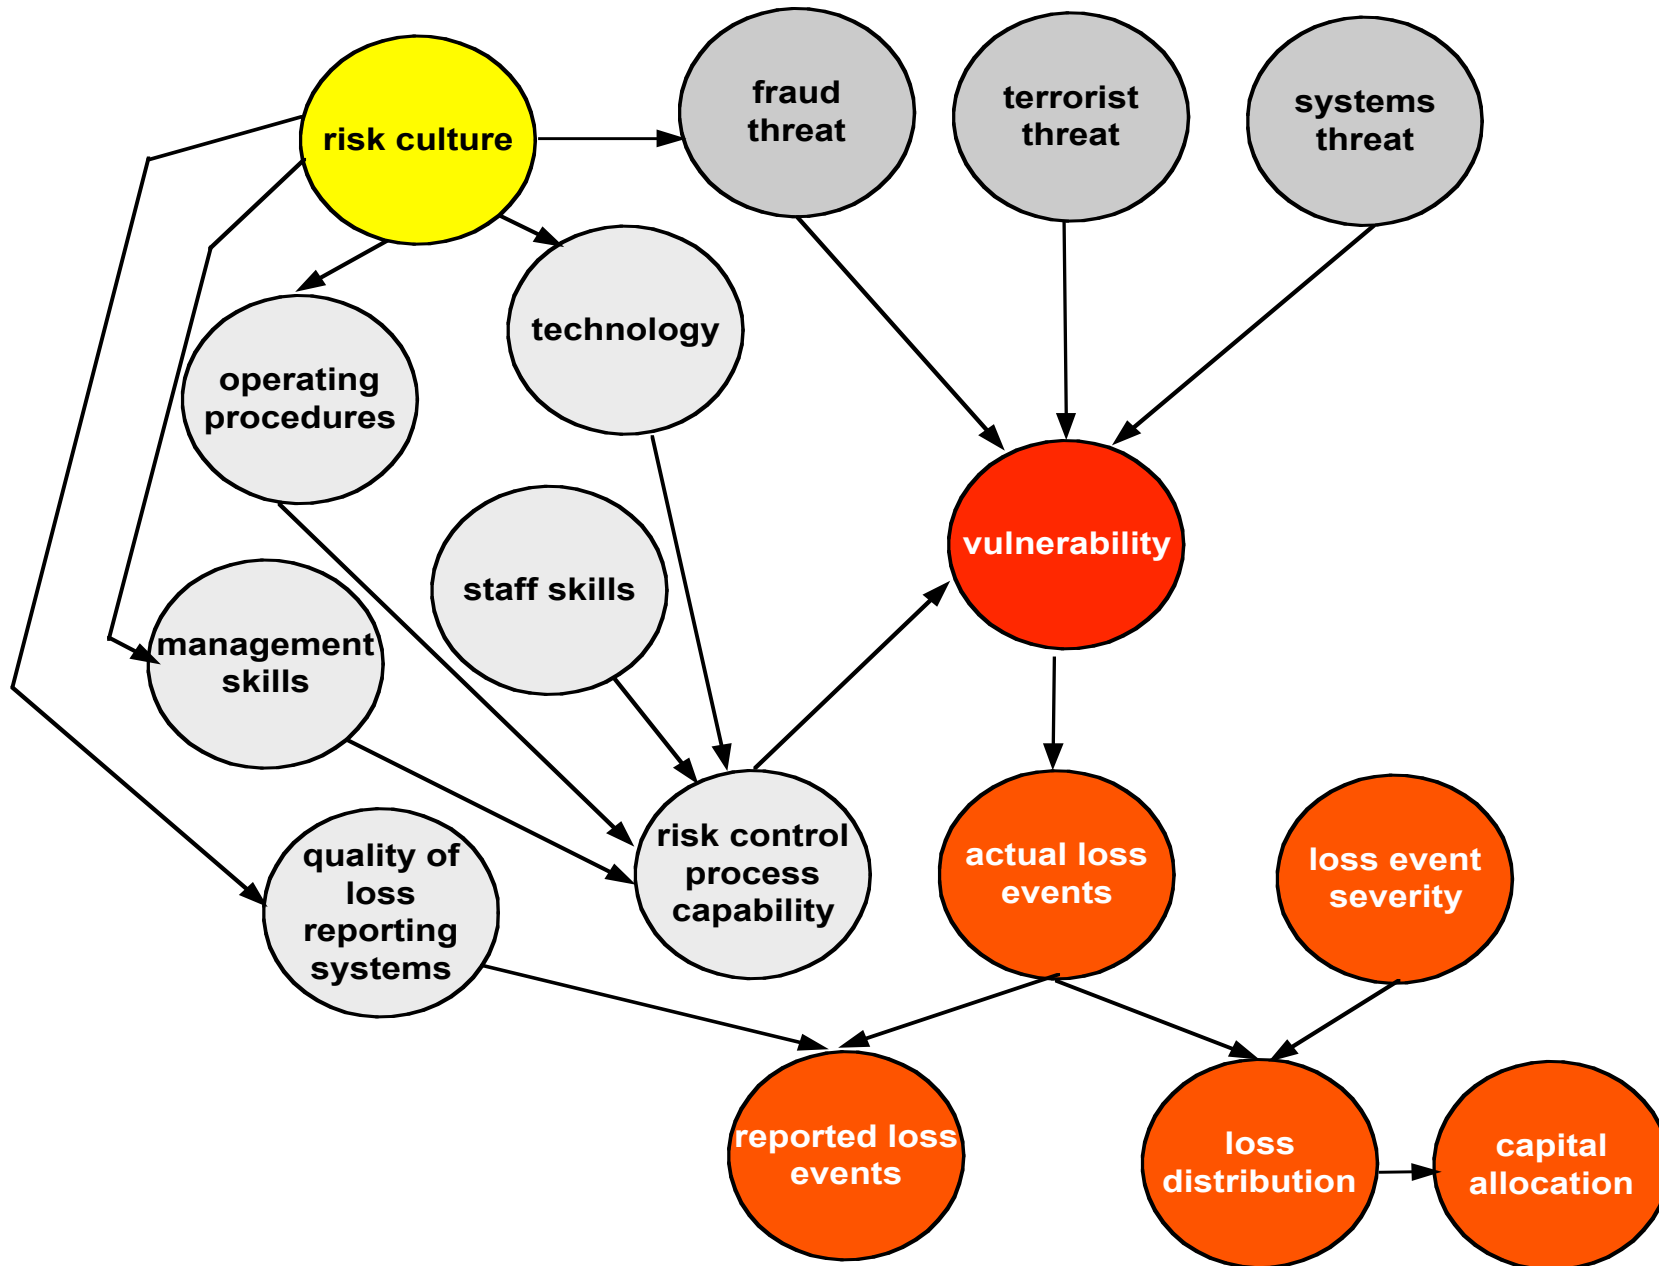 risk culture
fraud
threat
terrorist
threat
systems
threat
technology
operating
procedures
vulnerability
staff skills
management
skills
quality of
loss
reporting
systems
risk control
process
capability
actual loss
events
loss event
severity
reported loss
events
loss
distribution
capital
allocation